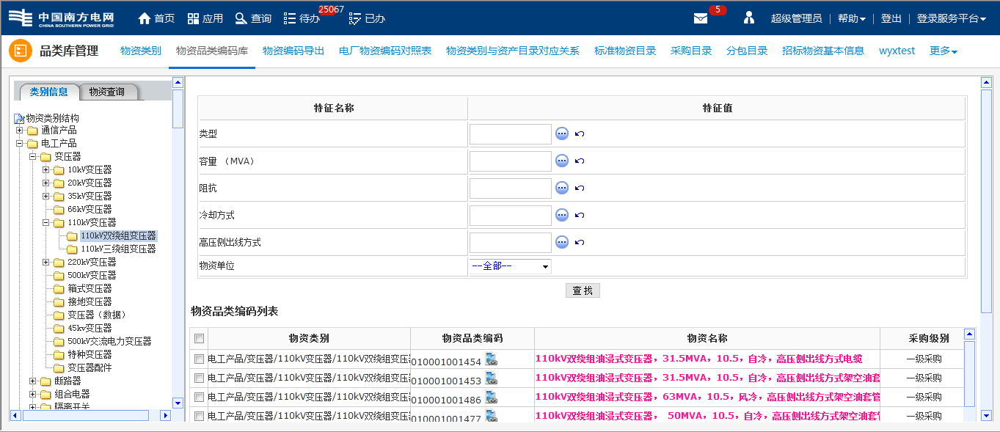 中国南方电网 首页 应用 查询 待办 25067 已办 5 超级管理员 帮助 登出 登录服务平台
CHINA SOUTHERN POWER GRID
品类库管理 物资类别 物资品类编码库 物资编码导出 电厂物资编码对照表 物资类别与资产目录对应关系 标准物资目录 采购目录 分包目录 招标物资基本信息 wyxtest 更多
类别信息 物资查询
物资类别结构
通信产品
电工产品
变压器
10kV变压器
20kV变压器
35kV变压器
66kV变压器
110kV变压器
110kV双绕组变压器
110kV三绕组变压器
220kV变压器
500kV变压器
箱式变压器
接地变压器
变压器（数据）
45kv变压器
500kV交流电力变压器
特种变压器
变压器配件
断路器
组合电器
隔离开关
特征名称 特征值
类型
容量 （MVA）
阻抗
冷却方式
高压侧出线方式
物资单位 --全部--
查找
物资品类编码列表
物资类别 物资品类编码 物资名称 采购级别
电工产品/变压器/110kV变压器/110kV双绕组变压 010001001454 110kV双绕组油浸式变压器，31.5MVA，10.5，自冷，高压侧出线方式电缆 一级采购
电工产品/变压器/110kV变压器/110kV双绕组变压 010001001453 110kV双绕组油浸式变压器，31.5MVA，10.5，自冷，高压侧出线方式架空油套 一级采购
电工产品/变压器/110kV变压器/110kV双绕组变压 010001001486 110kV双绕组油浸式变压器，63MVA，10.5，风冷，高压侧出线方式架空油套管 一级采购
电工产品/变压器/110kV变压器/110kV双绕组变压 010001001477 110kV双绕组油浸式变压器， 50MVA，10.5，自冷，高压侧出线方式架空油套管 一级采购